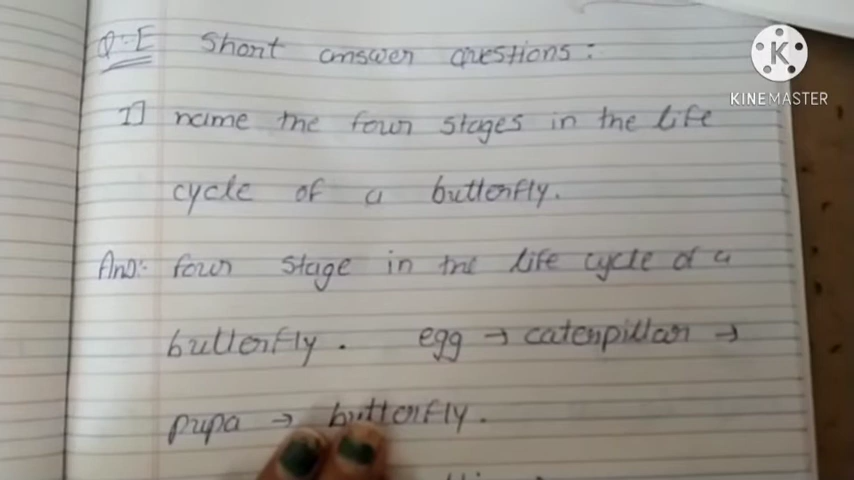 Q:-E Short answer questions :
KINEMASTER
1] name the four stages in the life
cycle of a butterfly.
Ans:- four stage in the life cycle of a
butterfly. egg → caterpillar →
pupa → butterfly.